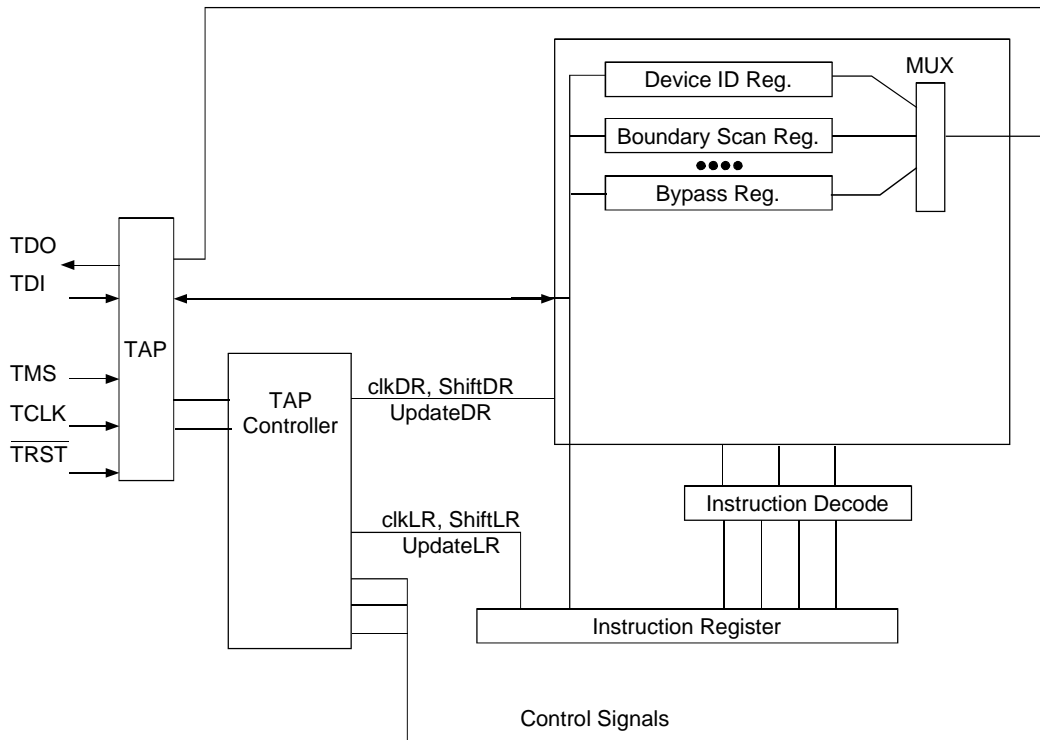 MUX
Device ID Reg.
Boundary Scan Reg.
Bypass Reg.
TDO
TDI
TAP
TMS
TCLK
TRST
TAP
Controller
clkDR, ShiftDR
UpdateDR
Instruction Decode
clkLR, ShiftLR
UpdateLR
Instruction Register
Control Signals